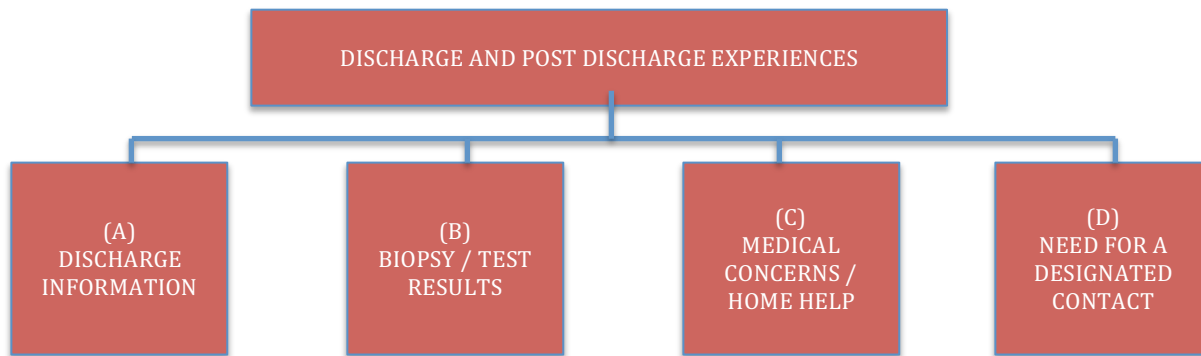 DISCHARGE AND POST DISCHARGE EXPERIENCES
(A)
DISCHARGE
INFORMATION
(B)
BIOPSY / TEST
RESULTS
(C)
MEDICAL
CONCERNS /
HOME HELP
(D)
NEED FOR A
DESIGNATED
CONTACT